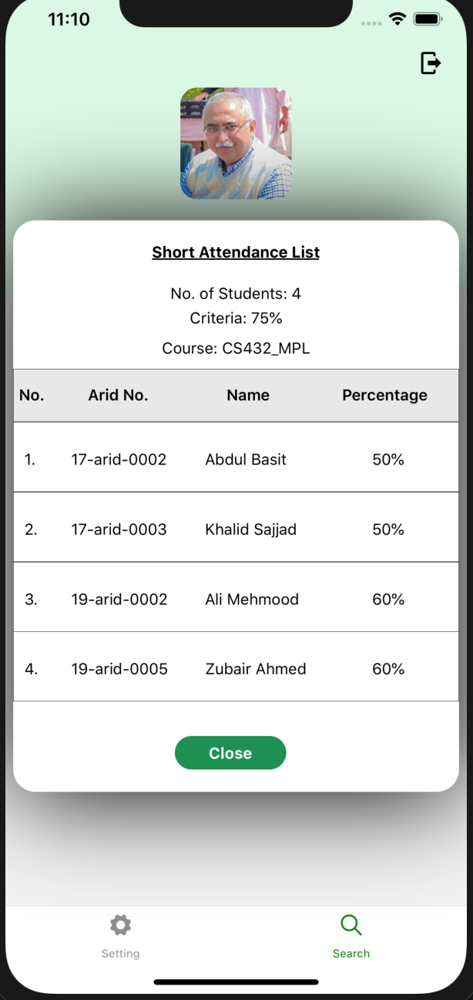 11:10
Short Attendance List
No. of Students: 4
Criteria: 75%
Course: CS432_MPL
No. Arid No. Name Percentage
1. 17-arid-0002 Abdul Basit 50%
2. 17-arid-0003 Khalid Sajjad 50%
3. 19-arid-0002 Ali Mehmood 60%
4. 19-arid-0005 Zubair Ahmed 60%
Close
Setting Search